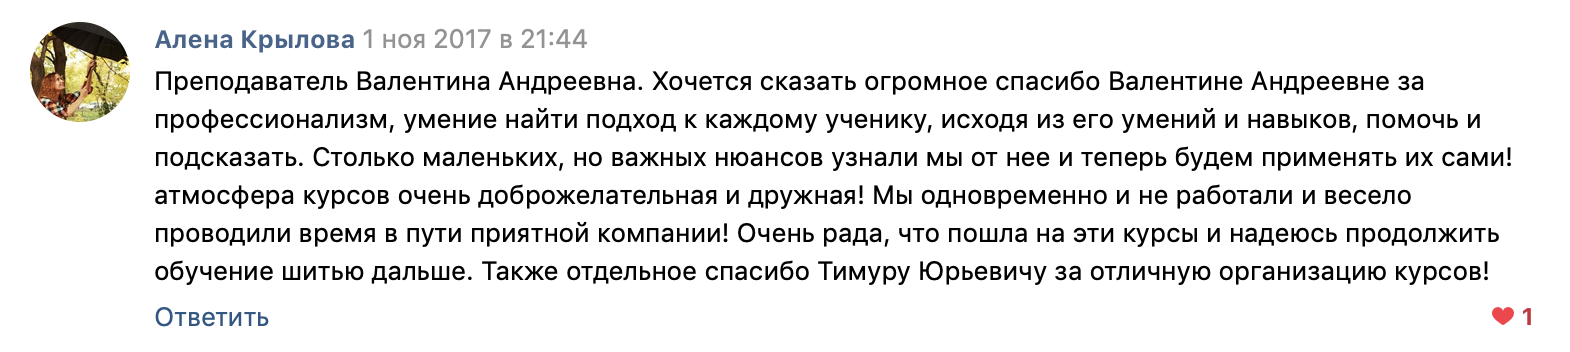 Алена Крылова 1 ноя 2017 в 21:44
Преподаватель Валентина Андреевна. Хочется сказать огромное спасибо Валентине Андреевне за
профессионализм, умение найти подход к каждому ученику, исходя из его умений и навыков, помочь и
подсказать. Столько маленьких, но важных нюансов узнали мы от нее и теперь будем применять их сами!
атмосфера курсов очень доброжелательная и дружная! Мы одновременно и не работали и весело
проводили время в пути приятной компании! Очень рада, что пошла на эти курсы и надеюсь продолжить
обучение шитью дальше. Также отдельное спасибо Тимуру Юрьевичу за отличную организацию курсов!
Ответить
1